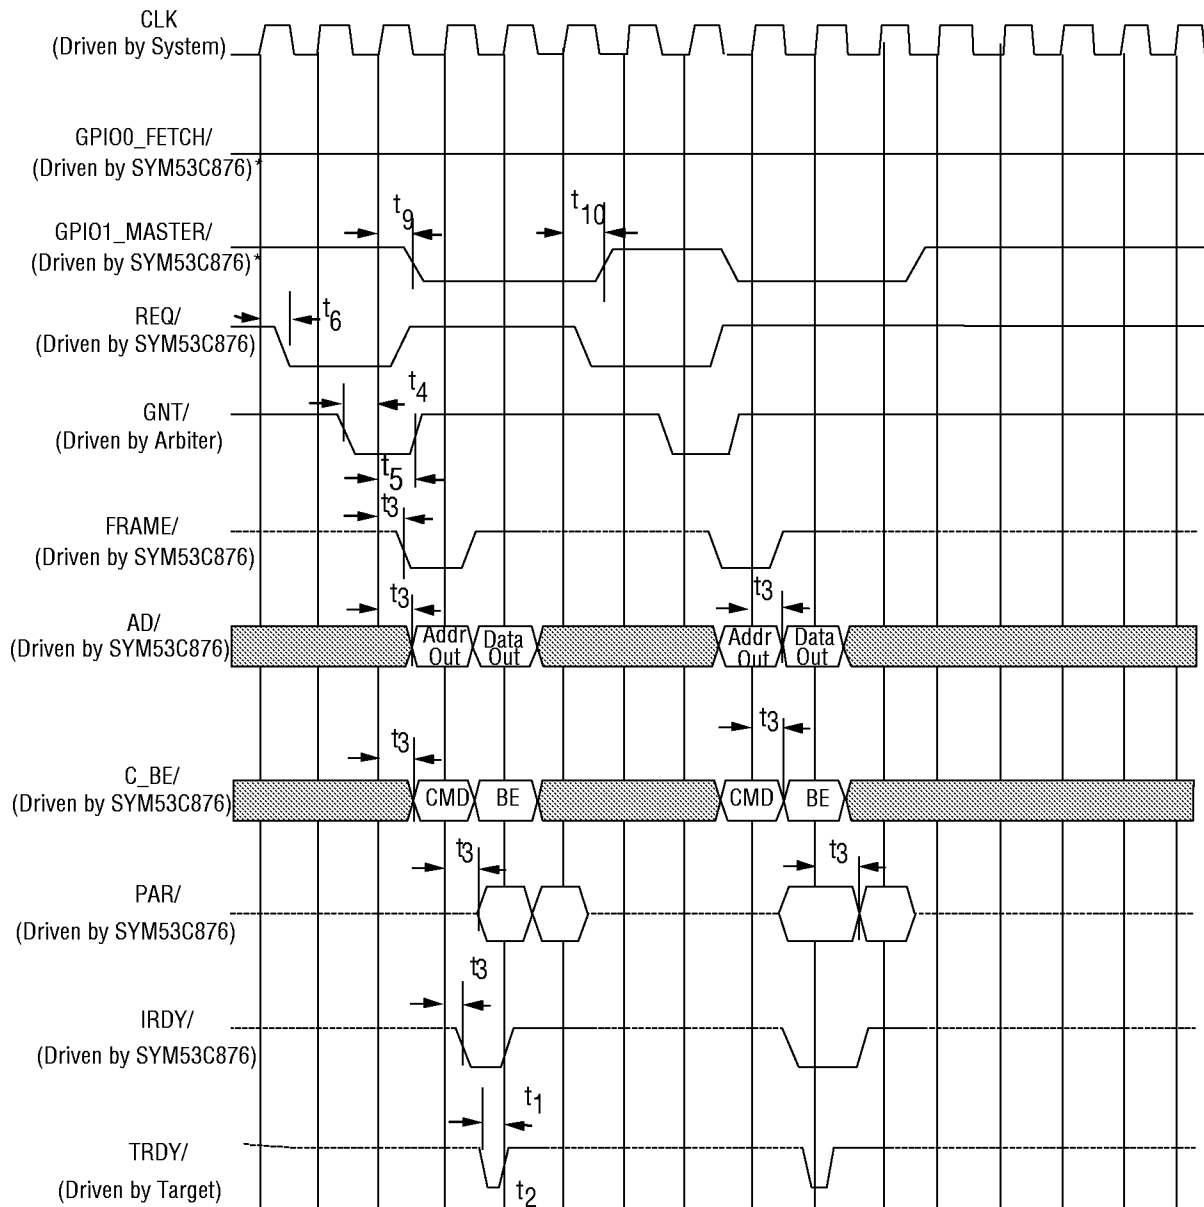 CLK
(Driven by System)
GPIO0_FETCH/
(Driven by SYM53C876)*
t9
t10
GPIO1_MASTER/
(Driven by SYM53C876)*
t6
REQ/
(Driven by SYM53C876)
t4
GNT/
(Driven by Arbiter)
t5
t3
FRAME/
(Driven by SYM53C876)
t3
t3
AD/
(Driven by SYM53C876)
Addr Out
Data Out
Addr Out
Data Out
t3
t3
C_BE/
(Driven by SYM53C876)
CMD
BE
CMD
BE
t3
t3
PAR/
(Driven by SYM53C876)
t3
IRDY/
(Driven by SYM53C876)
t1
TRDY/
(Driven by Target)
t2